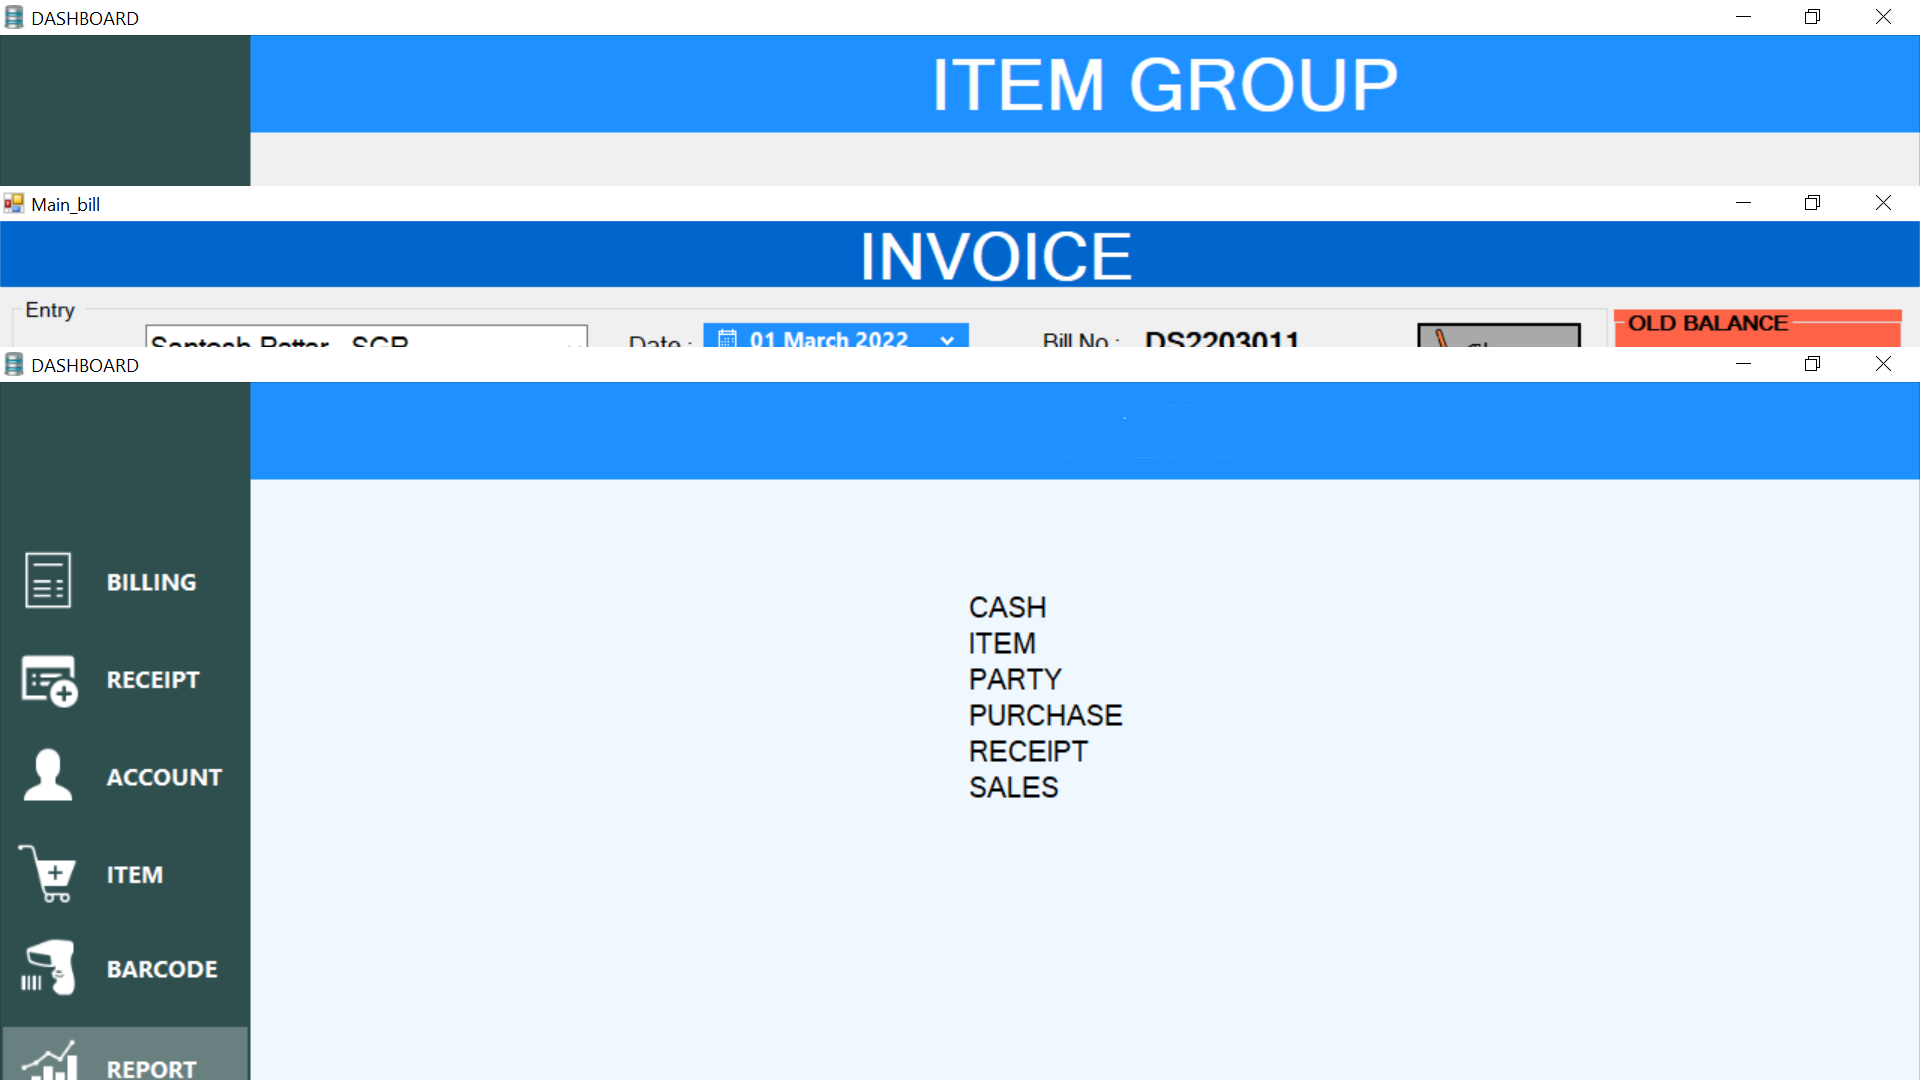 DASHBOARD
ITEM GROUP
Main_bill
INVOICE
Entry
Date : 01 March 2022
Bill No : DS2203011
OLD BALANCE
DASHBOARD
BILLING
RECEIPT
ACCOUNT
ITEM
BARCODE
REPORT
CASH
ITEM
PARTY
PURCHASE
RECEIPT
SALES